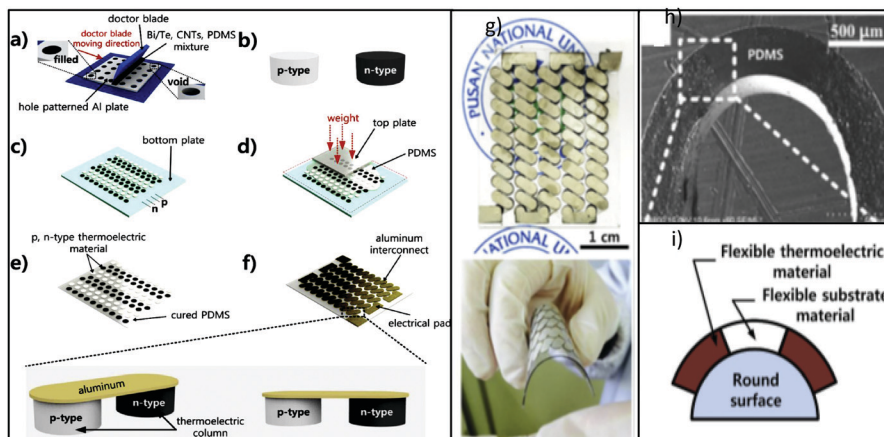 a)
doctor blade
doctor blade
moving direction
Bi/Te, CNTs, PDMS
mixture
filled
void
hole patterned Al plate
b)
p-type
n-type
c)
bottom plate
p
n
d)
weight
top plate
PDMS
e)
p, n-type thermoelectric
material
cured PDMS
f)
aluminum
interconnect
electrical pad
aluminum
p-type
n-type
thermoelectric
column
p-type
n-type
g)
PUSAN NATIONAL UN
1 cm
NATIONAL UN
h)
500 μm
PDMS
i)
Flexible thermoelectric
material
Flexible substrate
material
Round
surface